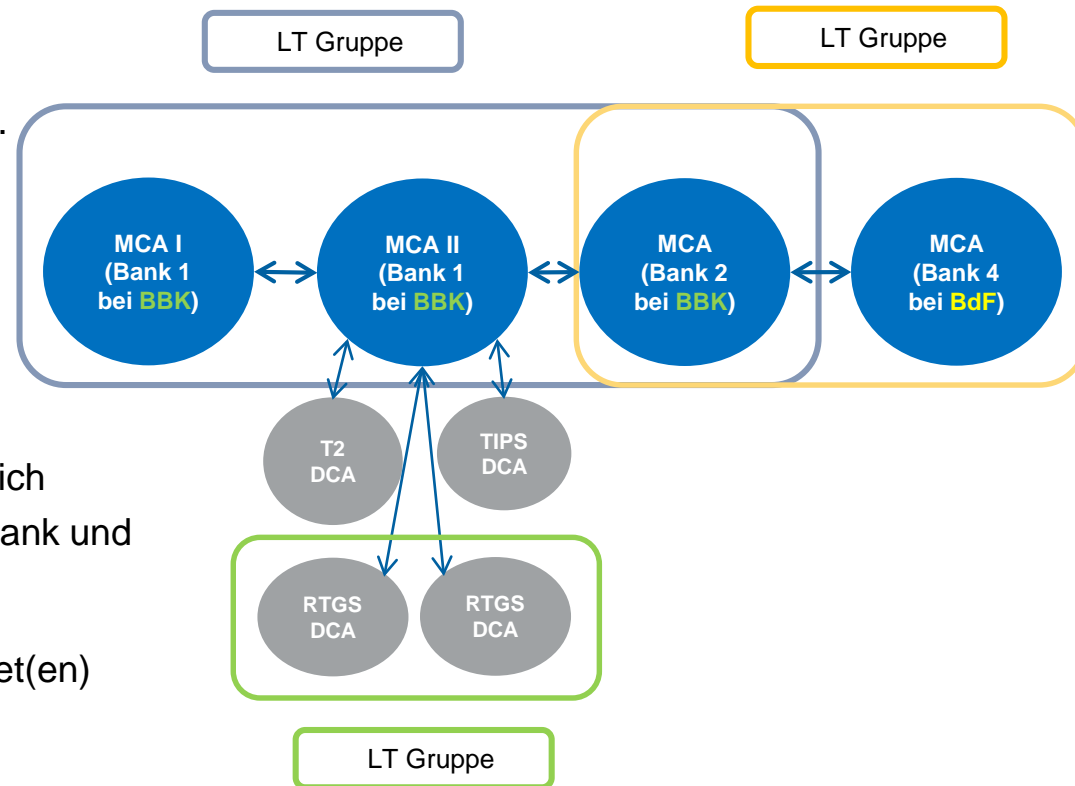 LT Gruppe
LT Gruppe
.
MCA I
(Bank 1
bei BBK)
MCA II
(Bank 1
bei BBK)
MCA
(Bank 2
bei BBK)
MCA
(Bank 4
bei BdF)
T2
DCA
TIPS
DCA
ich
ank und
RTGS
DCA
RTGS
DCA
et(en)
LT Gruppe